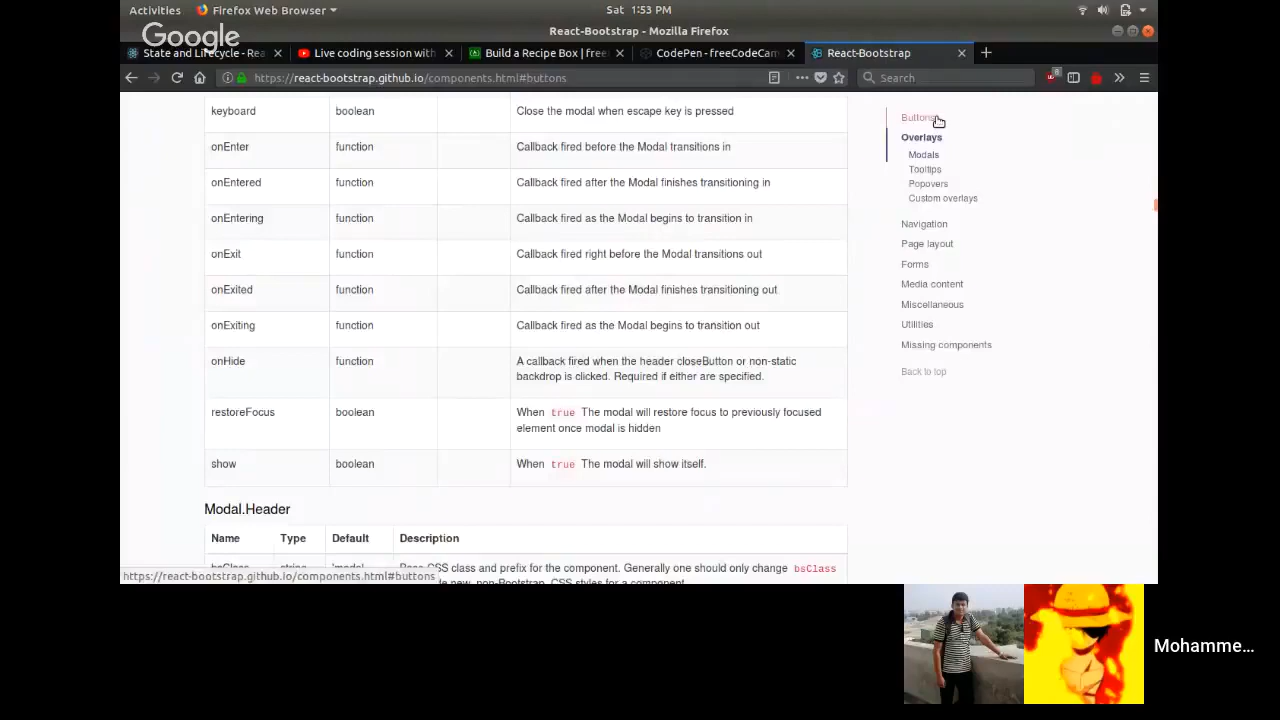 Activities Firefox Web Browser Sat 1:53 PM
React-Bootstrap - Mozilla Firefox
Google
State and Lifecycle - Rea Live coding session with Build a Recipe Box | free CodePen - freeCodeCam React-Bootstrap
https://react-bootstrap.github.io/components.html#buttons Search
keyboard boolean Close the modal when escape key is pressed
onEnter function Callback fired before the Modal transitions in
onEntered function Callback fired after the Modal finishes transitioning in
onEntering function Callback fired as the Modal begins to transition in
onExit function Callback fired right before the Modal transitions out
onExited function Callback fired after the Modal finishes transitioning out
onExiting function Callback fired as the Modal begins to transition out
onHide function A callback fired when the header closeButton or non-static
backdrop is clicked. Required if either are specified.
restoreFocus boolean When true The modal will restore focus to previously focused
element once modal is hidden
show boolean When true The modal will show itself.
Modal.Header
Name Type Default Description
CSS class and prefix for the component. Generally one should only change bsClass
new, non-Bootstrap, CSS styles for a component.
https://react-bootstrap.github.io/components.html#buttons
Buttons
Overlays
Modals
Tooltips
Popovers
Custom overlays
Navigation
Page layout
Forms
Media content
Miscellaneous
Utilities
Missing components
Back to top
Mohamme...